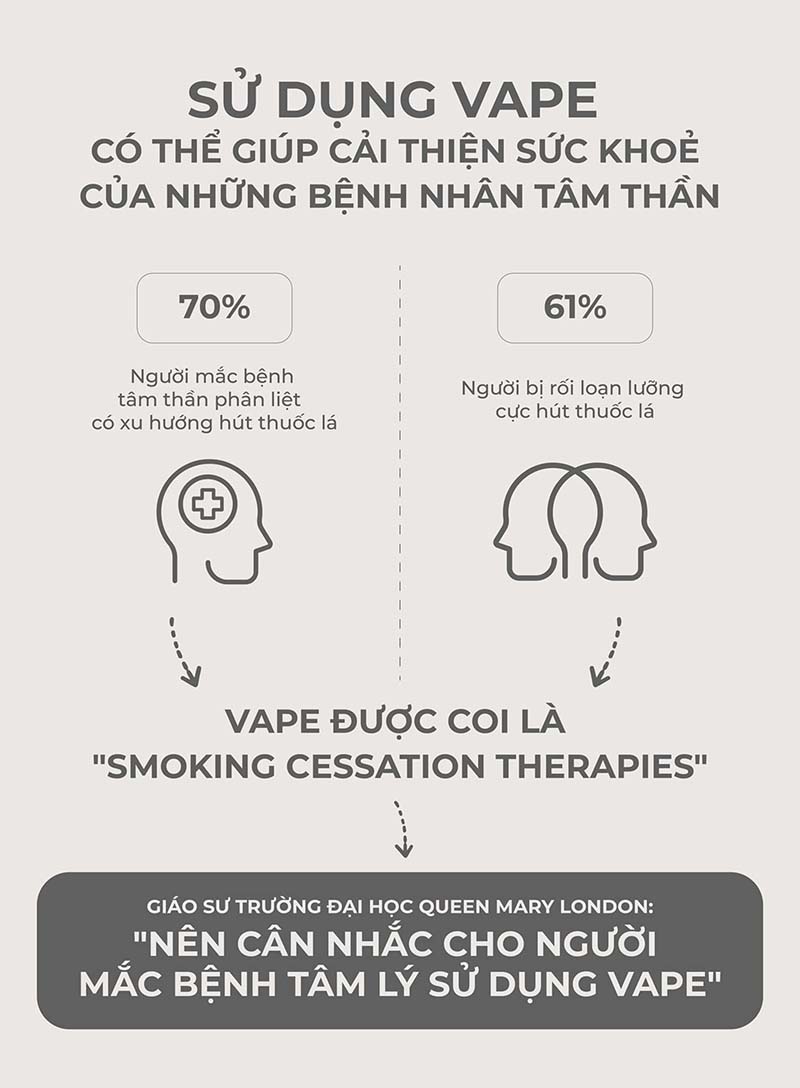 SỬ DỤNG VAPE
CÓ THỂ GIÚP CẢI THIỆN SỨC KHOẺ
CỦA NHỮNG BỆNH NHÂN TÂM THẦN
70%
Người mắc bệnh
tâm thần phân liệt
có xu hướng hút thuốc lá
61%
Người bị rối loạn lưỡng
cực hút thuốc lá
VAPE ĐƯỢC COI LÀ
"SMOKING CESSATION THERAPIES"
GIÁO SƯ TRƯỜNG ĐẠI HỌC QUEEN MARY LONDON:
"NÊN CÂN NHẮC CHO NGƯỜI
MẮC BỆNH TÂM LÝ SỬ DỤNG VAPE"